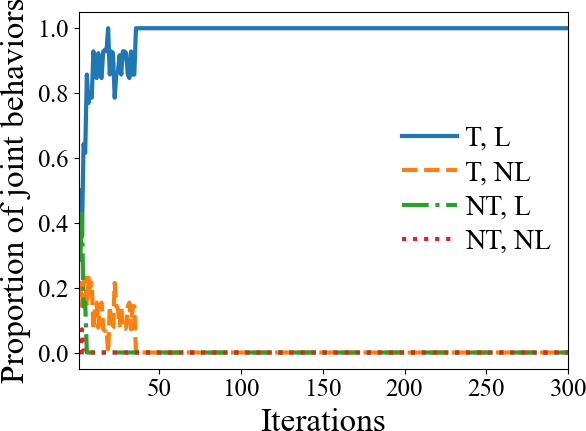 Proportion of joint behaviors
1.0
0.8
0.6
0.4
0.2
0.0
T, L
T, NL
NT, L
NT, NL
50
100
150
200
250
300
Iterations